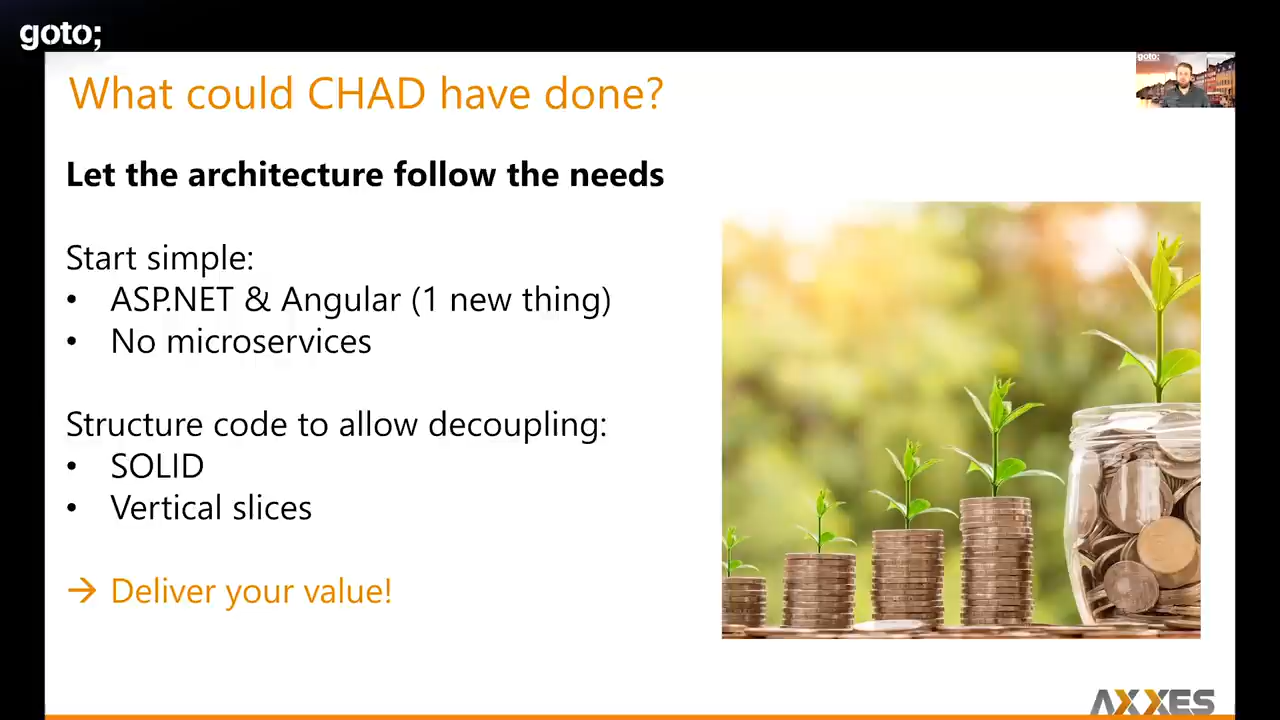 goto;
What could CHAD have done?
goto;
Let the architecture follow the needs
Start simple:
• ASP.NET & Angular (1 new thing)
• No microservices
Structure code to allow decoupling:
• SOLID
• Vertical slices
→ Deliver your value!
AXXES